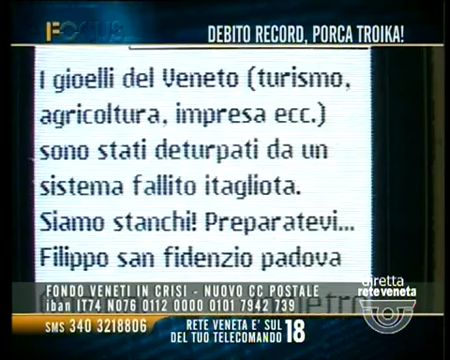 FOCUS
DEBITO RECORD, PORCA TROIKA!
I gioelli del Veneto (turismo,
agricoltura, impresa ecc.)
sono stati deturpati da un
sistema fallito itagliota.
Siamo stanchi! Preparatevi...
Filippo san fidenzio padova
FONDO VENETI IN CRISI - NUOVO CC POSTALE
iban IT74 N076 0112 0000 0101 7942 739
diretta
reteveneta
SMS 340 3218806
RETE VENETA E' SUL
DEL TUO TELECOMANDO 18